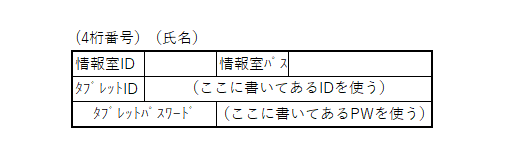 (4桁番号) (氏名)
情報室ID 情報室ﾊﾟｽ
ﾀﾌﾞﾚｯﾄID (ここに書いてあるIDを使う)
ﾀﾌﾞﾚｯﾄﾊﾟｽﾜｰﾄﾞ (ここに書いてあるPWを使う)